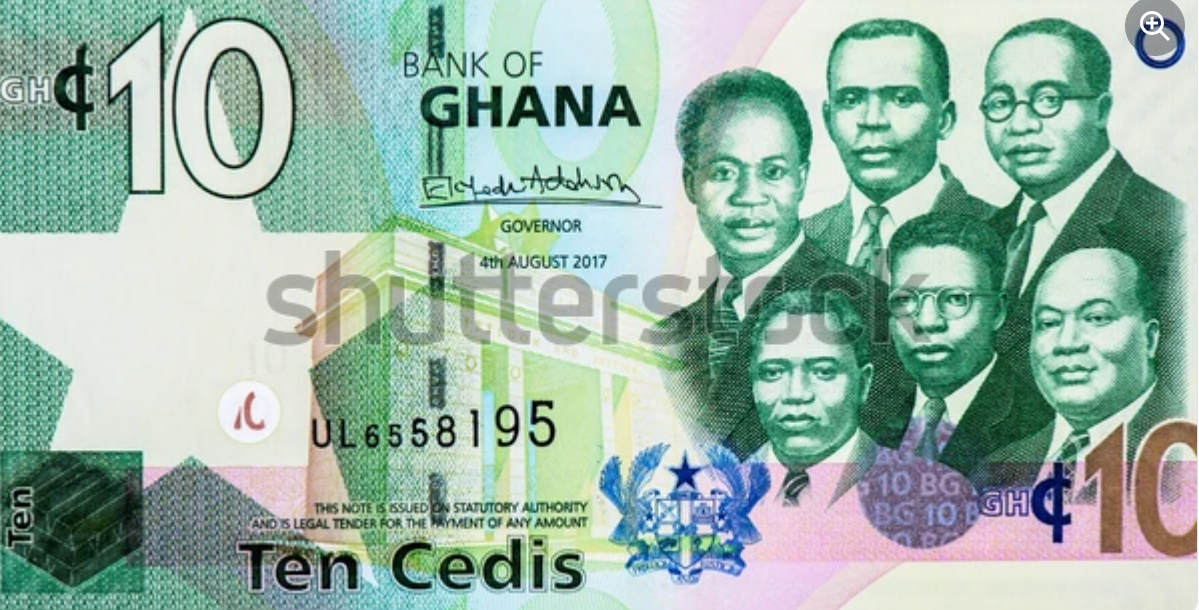 GH¢10
BANK OF
GHANA
GOVERNOR
4th AUGUST 2017
shutterstock
10
UL6558195
THIS NOTE IS ISSUED ON STATUTORY AUTHORITY
AND IS LEGAL TENDER FOR THE PAYMENT OF ANY AMOUNT
Ten
Ten Cedis
10 BG
BG 10
GH¢10